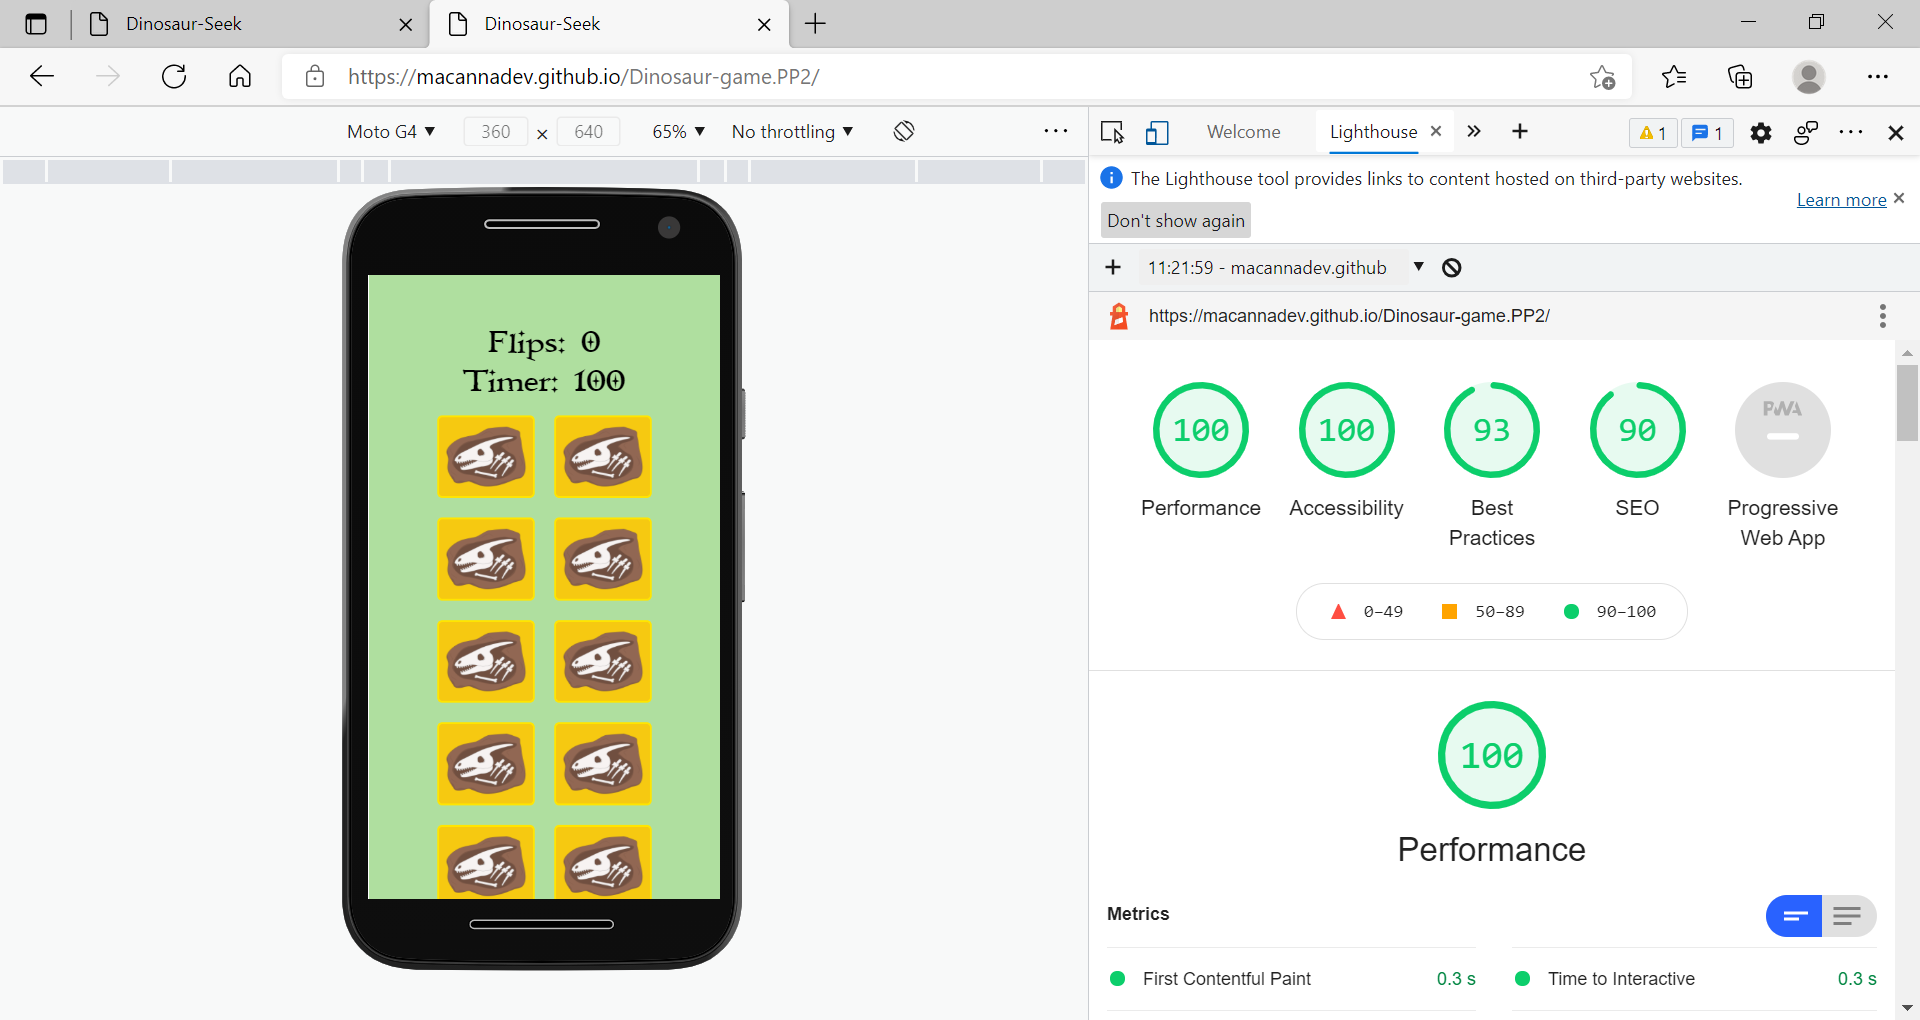 Dinosaur-Seek
Dinosaur-Seek
https://macannadev.github.io/Dinosaur-game.PP2/
Moto G4 360 × 640 65% No throttling
Welcome Lighthouse 1 1
The Lighthouse tool provides links to content hosted on third-party websites.
Learn more
Don't show again
11:21:59 - macannadev.github
https://macannadev.github.io/Dinosaur-game.PP2/
Flips: 0
Timer: 100
100 100 93 90 PWA
Performance Accessibility Best Practices SEO Progressive Web App
0–49 50–89 90–100
100
Performance
Metrics
First Contentful Paint 0.3 s Time to Interactive 0.3 s